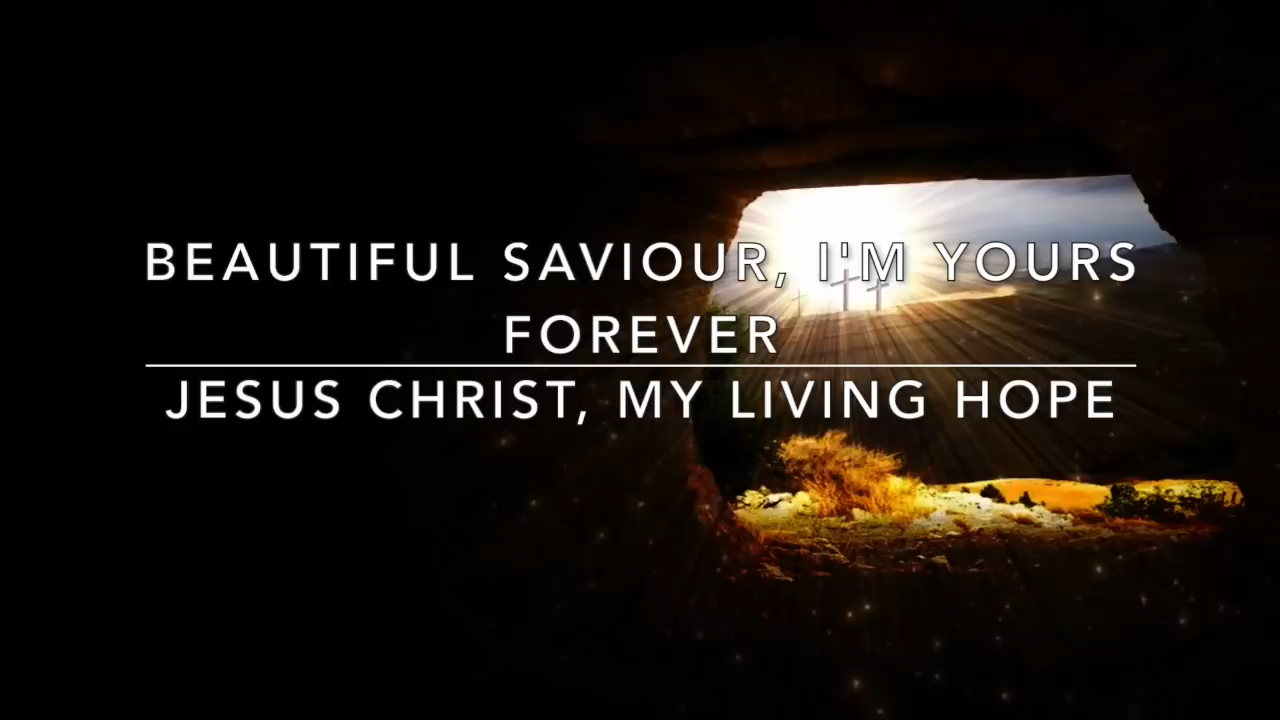 BEAUTIFUL SAVIOUR, I'M YOURS
FOREVER
JESUS CHRIST, MY LIVING HOPE